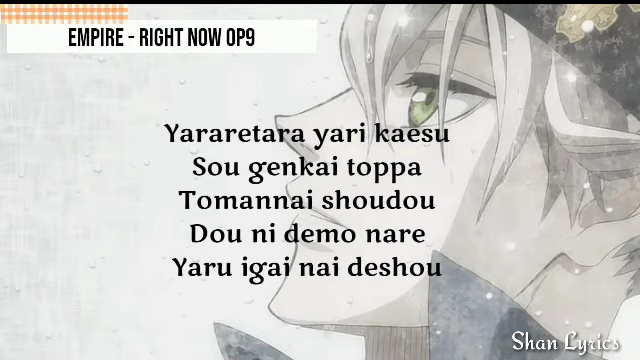 EMPIRE - RIGHT NOW OP9
Yararetara yari kaesu
Sou genkai toppa
Tomannai shoudou
Dou ni demo nare
Yaru igai nai deshou
Shan Lyrics